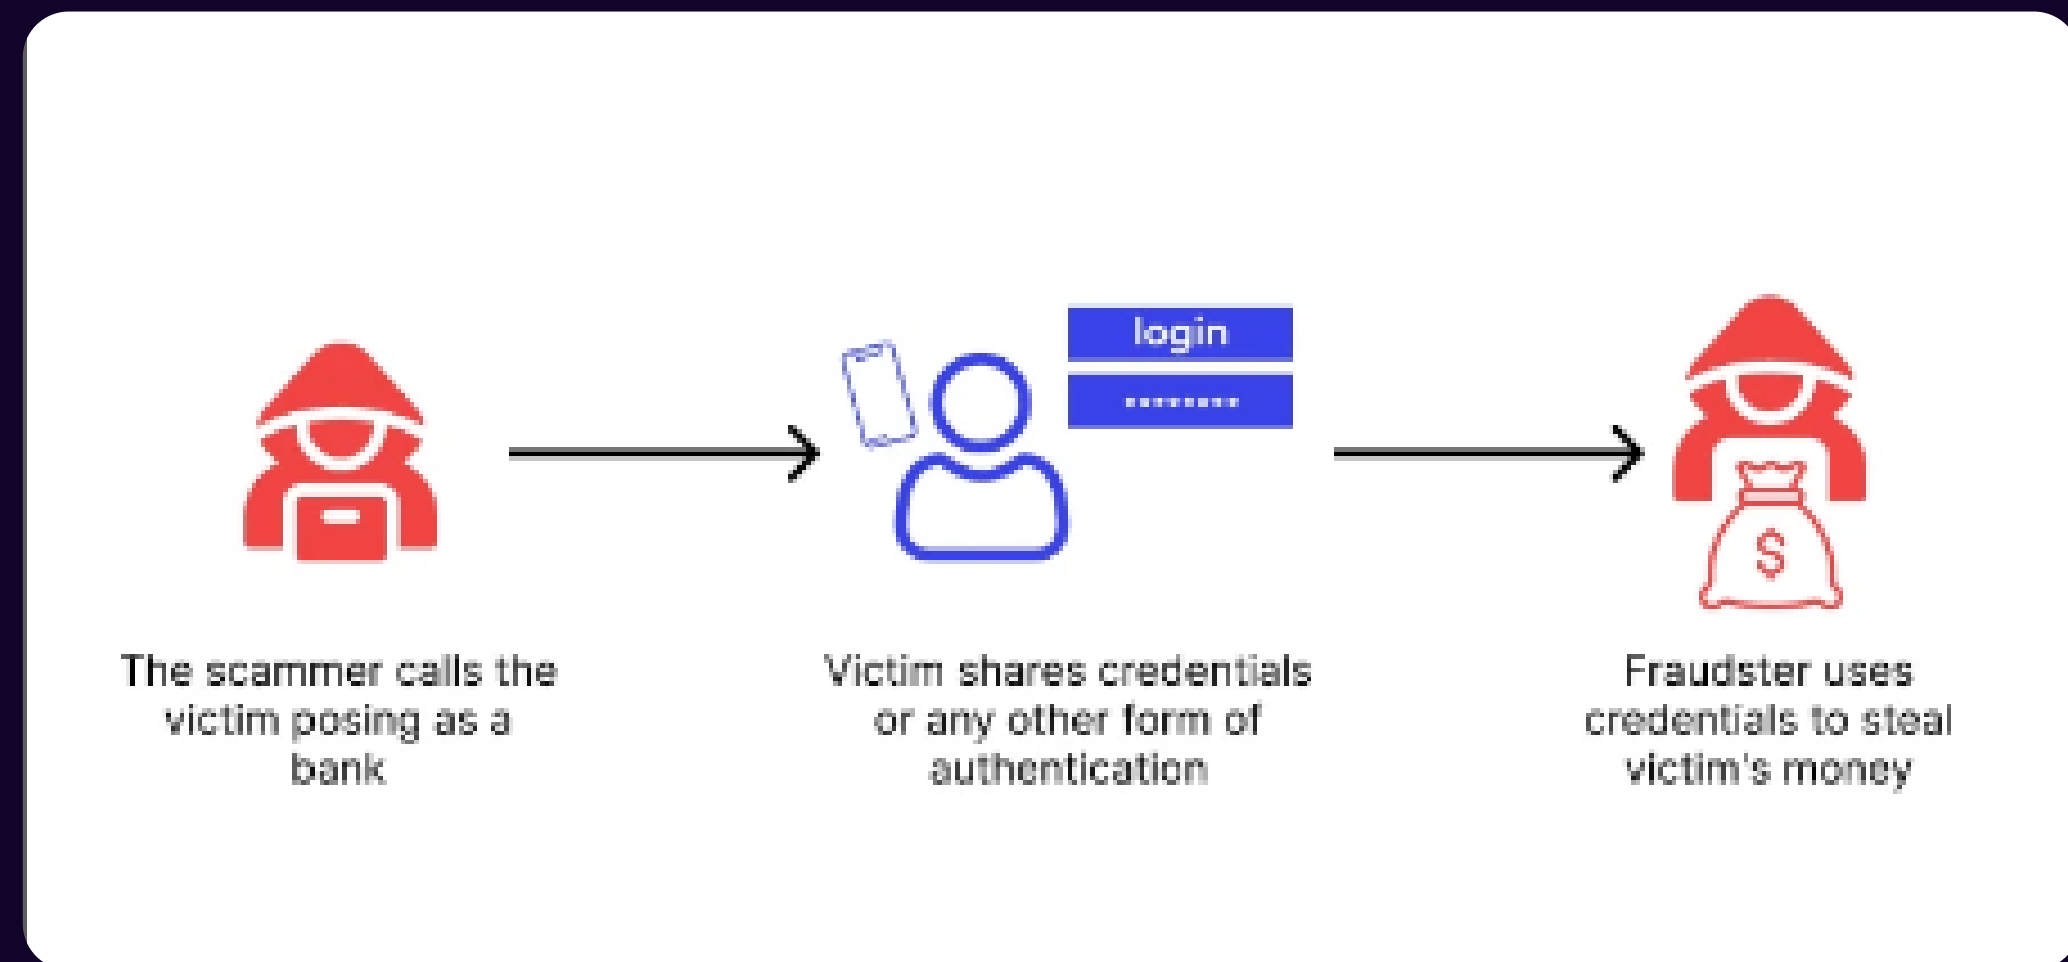 login
The scammer calls the
victim posing as a
bank
Victim shares credentials
or any other form of
authentication
$
Fraudster uses
credentials to steal
victim's money